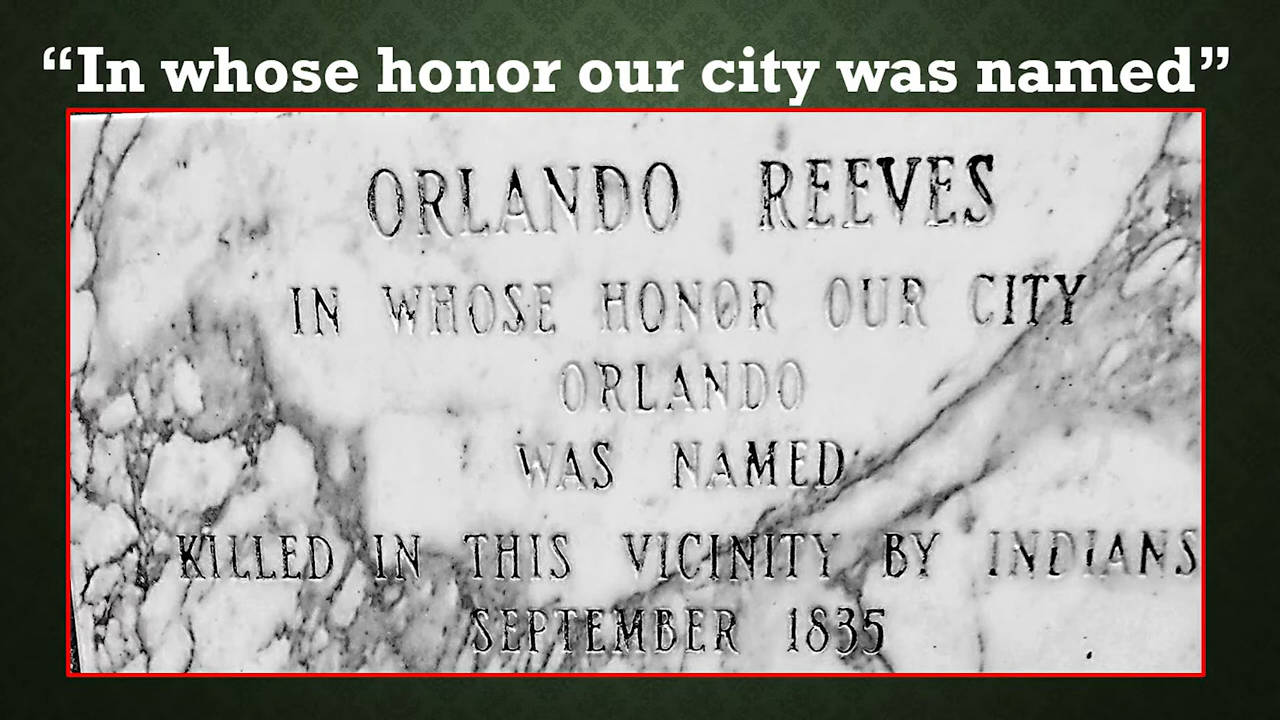 “In whose honor our city was named”
ORLANDO REEVES
IN WHOSE HONOR OUR CITY
ORLANDO
WAS NAMED
KILLED IN THIS VICINITY BY INDIANS
SEPTEMBER 1835